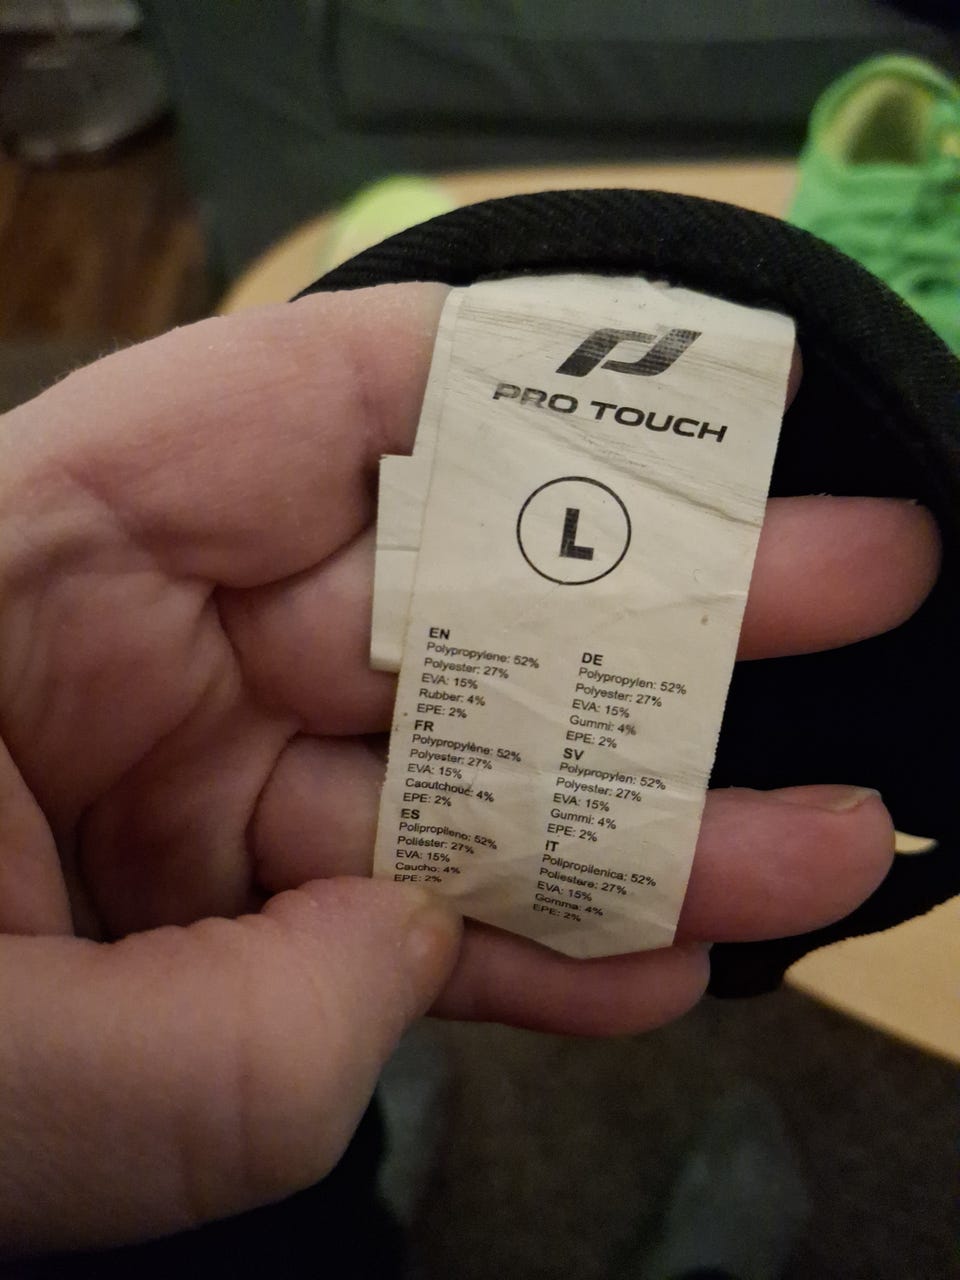 PRO TOUCH
L
EN
Polypropylene: 52%
Polyester: 27%
EVA: 15%
Rubber: 4%
EPE: 2%
FR
Polypropylène: 52%
Polyester: 27%
EVA: 15%
Caoutchouc: 4%
EPE: 2%
ES
Polipropileno: 52%
Poliéster: 27%
EVA: 15%
Caucho: 4%
EPE: 2%
DE
Polypropylen: 52%
Polyester: 27%
EVA: 15%
Gummi: 4%
EPE: 2%
SV
Polypropylen: 52%
Polyester: 27%
EVA: 15%
Gummi: 4%
EPE: 2%
IT
Polipropilenica: 52%
Poliestere: 27%
EVA: 15%
Gomma: 4%
EPE: 2%